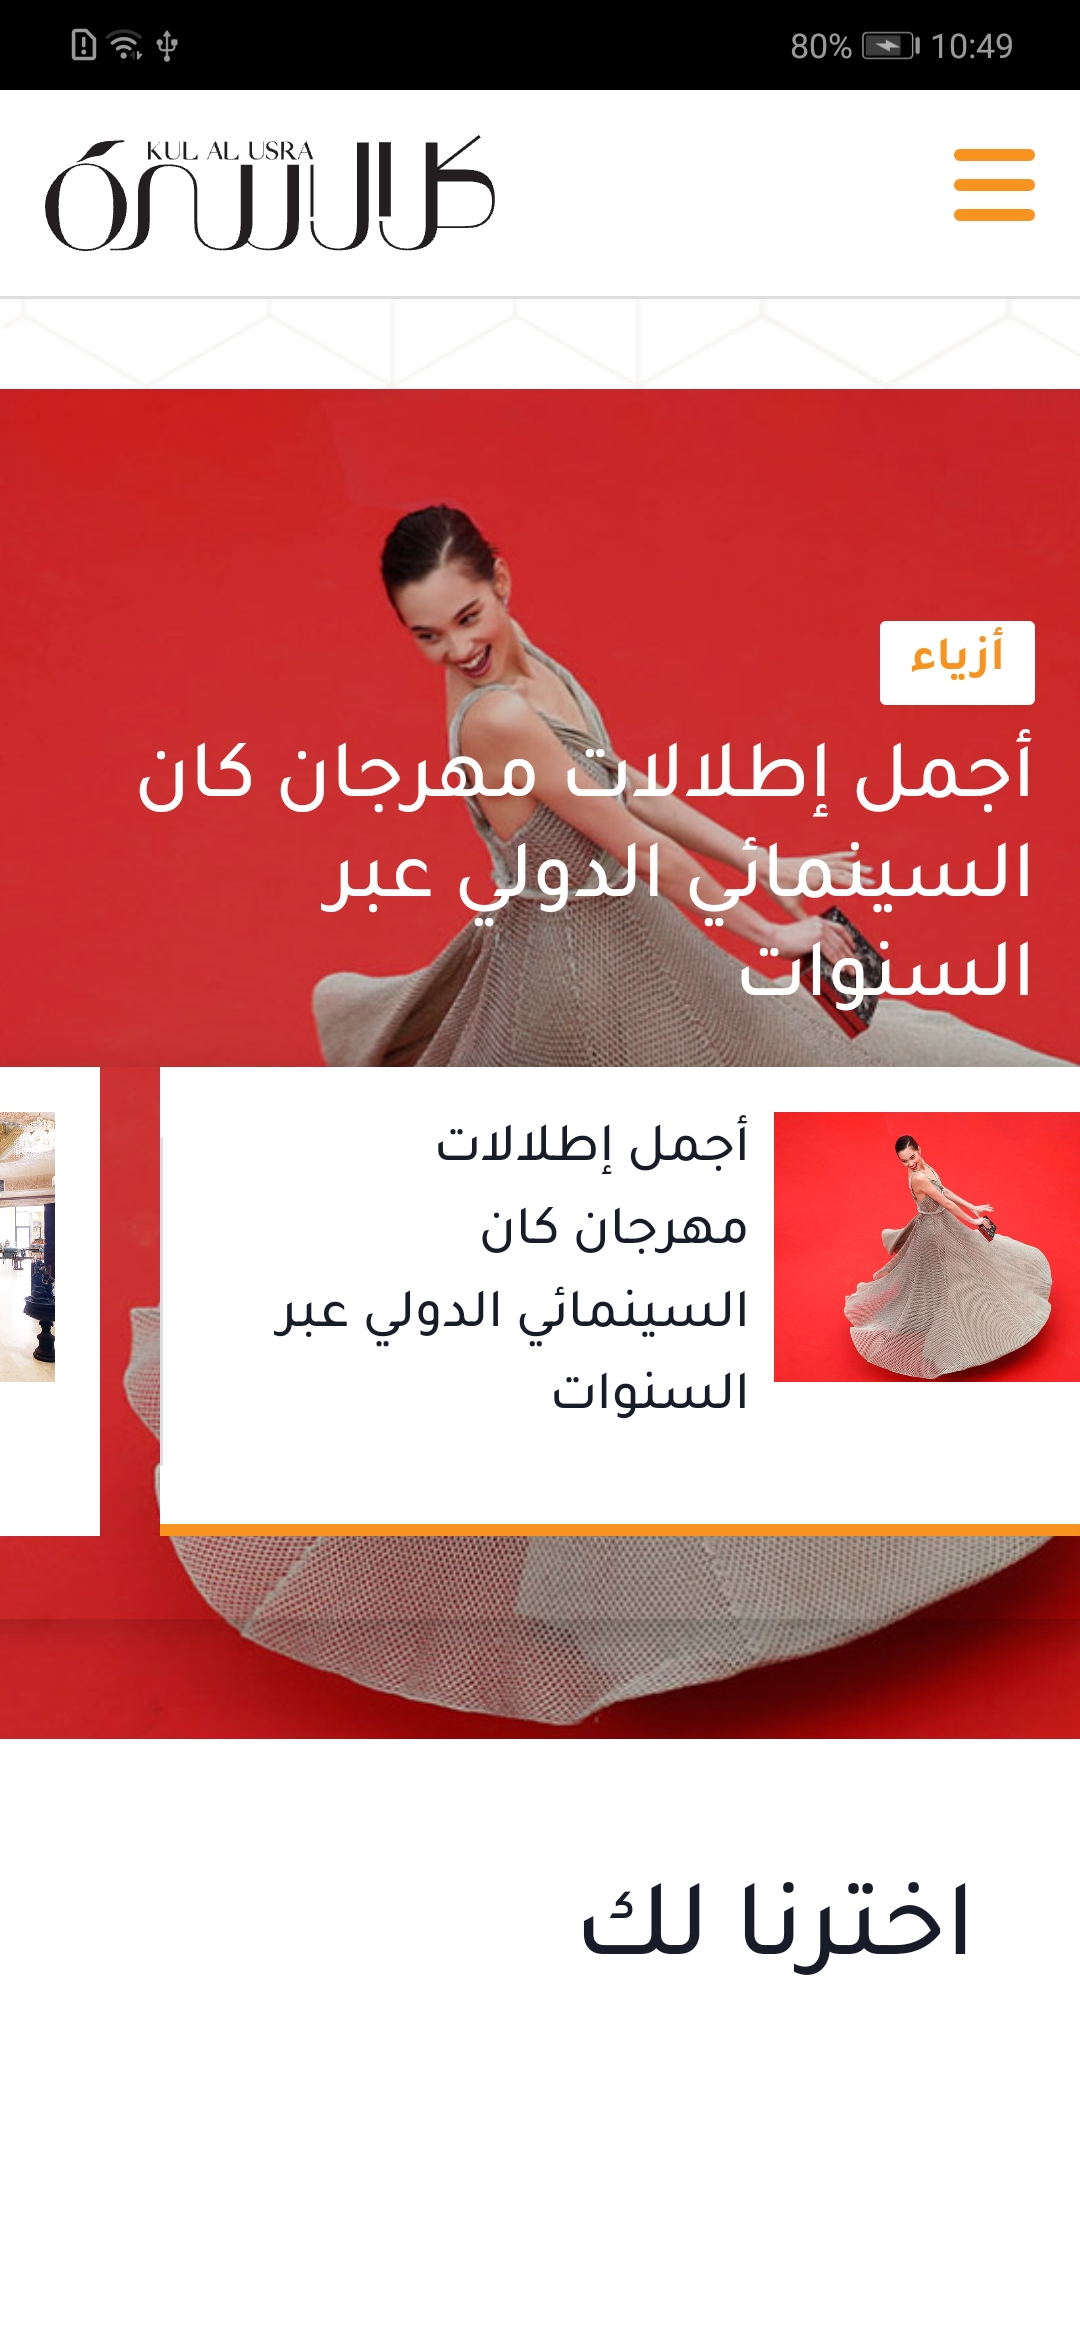 80% 10:49
KUL AL USRA
كل الأسرة
أزياء
أجمل إطلالات مهرجان كان
السينمائي الدولي عبر
السنوات
أجمل إطلالات
مهرجان كان
السينمائي الدولي عبر
السنوات
اخترنا لك